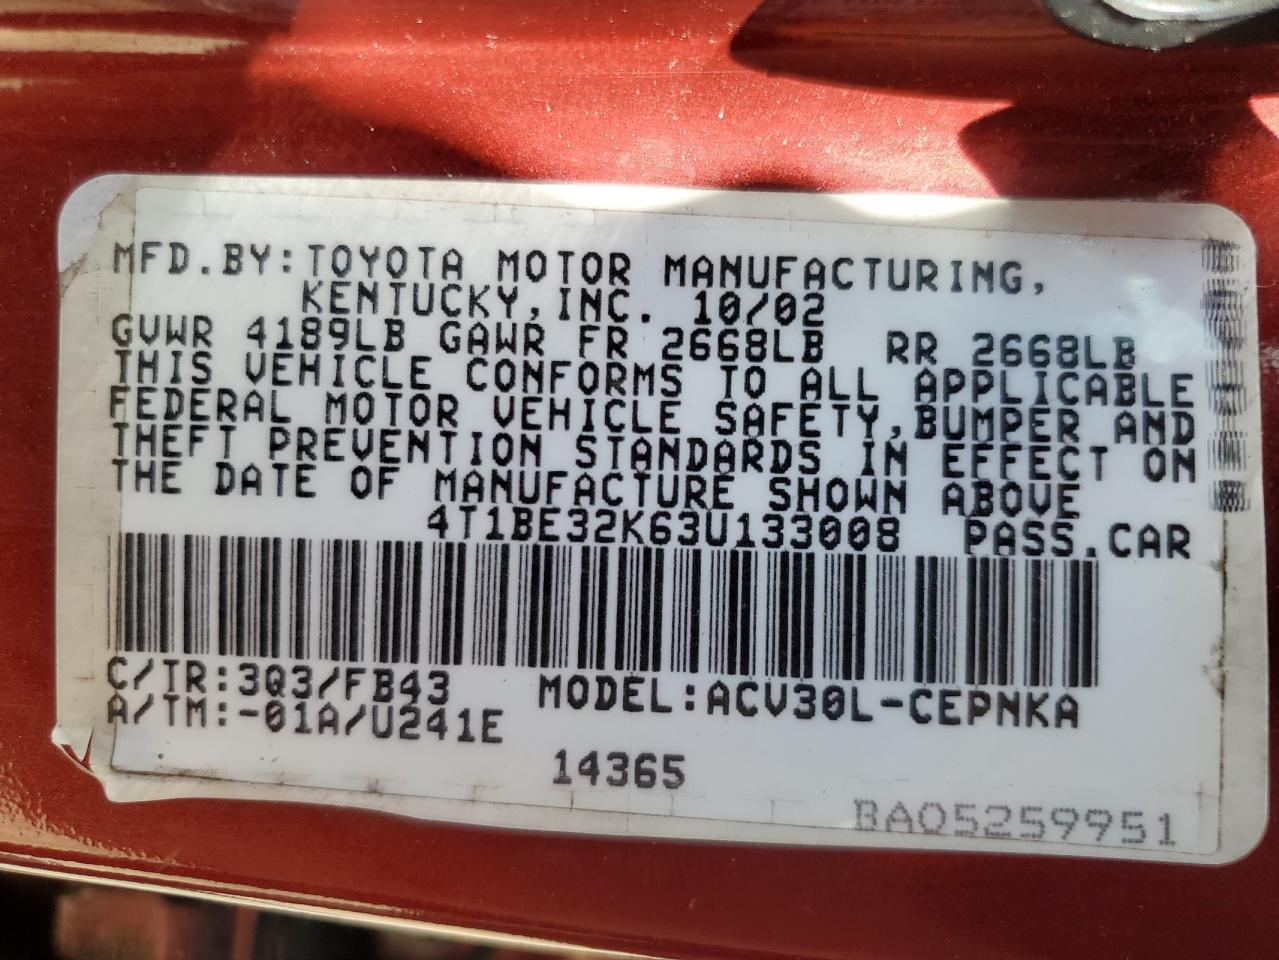 MFD.BY:TOYOTA MOTOR MANUFACTURING,
KENTUCKY,INC. 10/02
GVWR 4189LB GAWR FR 2668LB RR 2668LB
THIS VEHICLE CONFORMS TO ALL APPLICABLE
FEDERAL MOTOR VEHICLE SAFETY,BUMPER AND
THEFT PREVENTION STANDARDS IN EFFECT ON
THE DATE OF MANUFACTURE SHOWN ABOVE
4T1BE32K63U133008 PASS.CAR
C/TR:3Q3/FB43 MODEL:ACV30L-CEPNKA
A/TM:-01A/U241E
14365
BA05259951